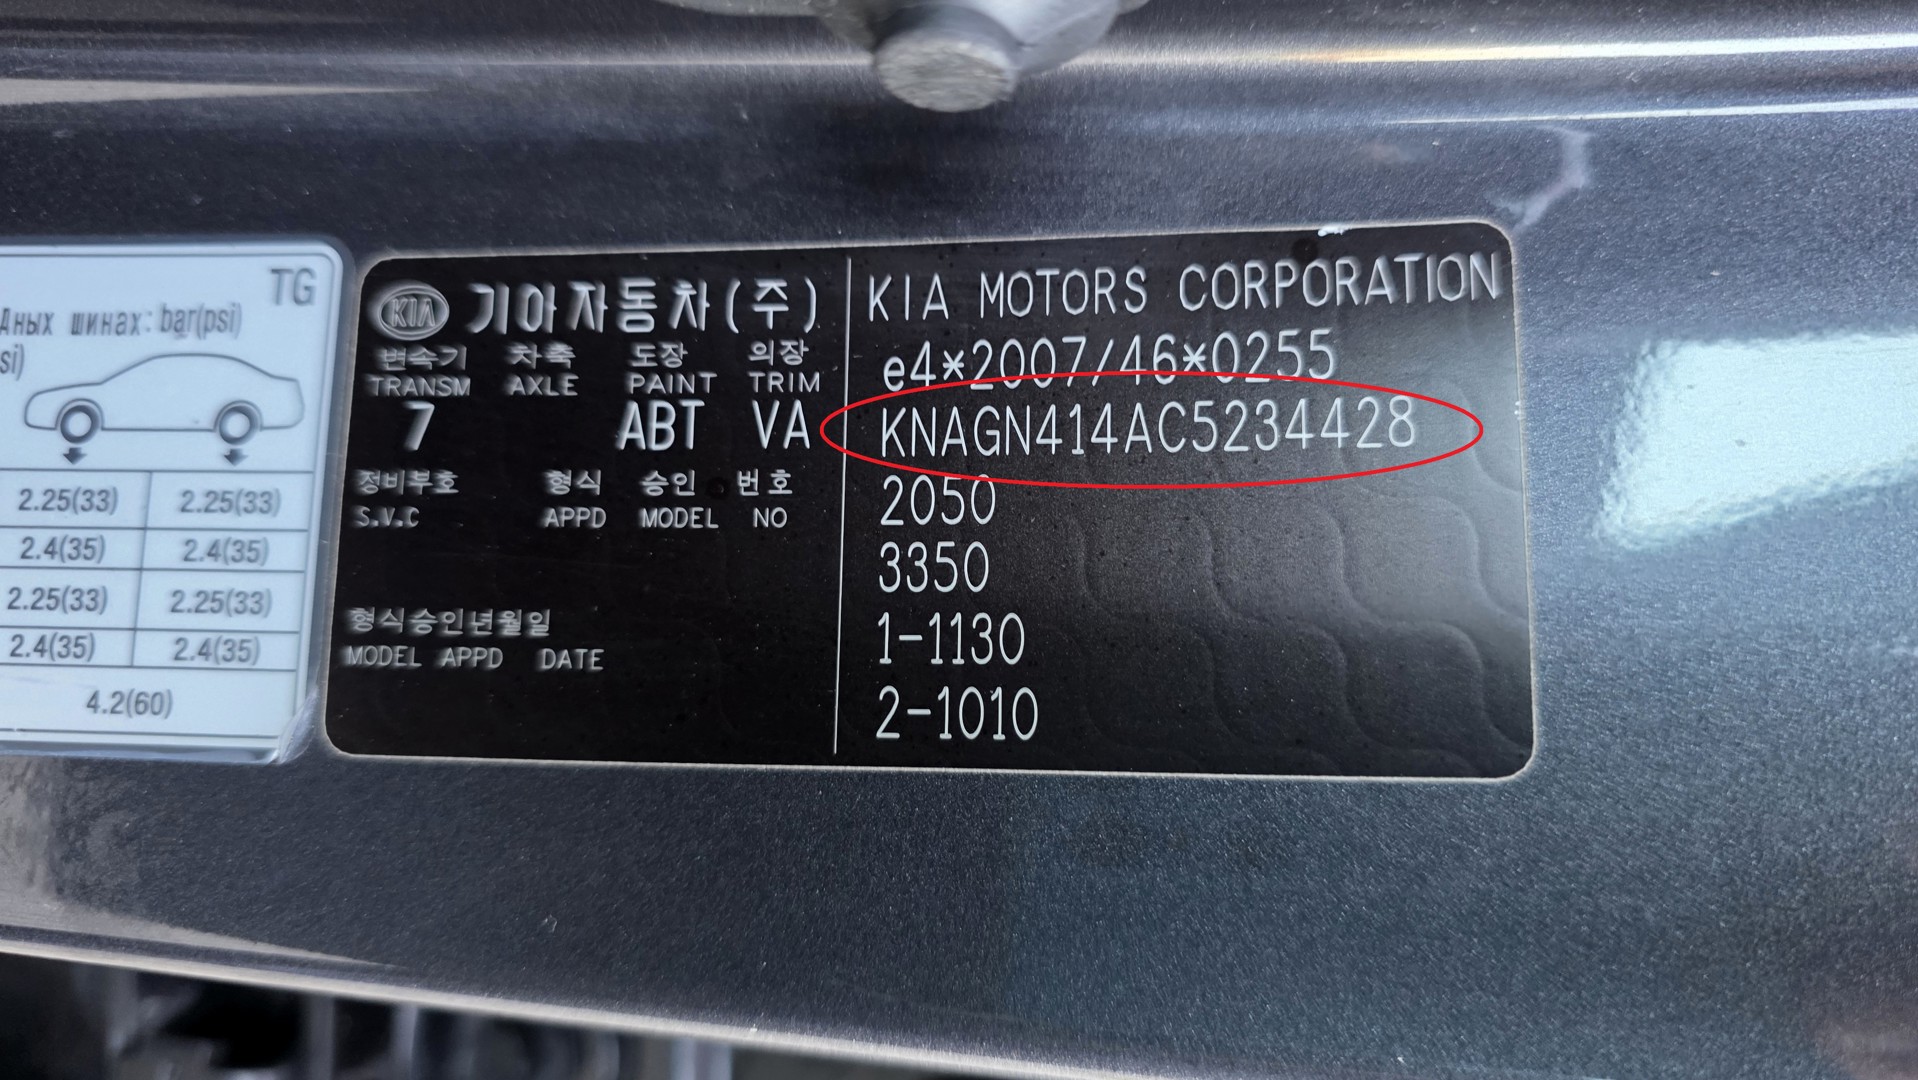 TG
дных шинах: bar(psi)
si)
2.25(33) 2.25(33)
2.4(35) 2.4(35)
2.25(33) 2.25(33)
2.4(35) 2.4(35)
4.2(60)
KIA 기아자동차(주)
변속기 차축 도장 의장
TRANSM AXLE PAINT TRIM
7 ABT VA
정비부호 형식 승인 번호
S.V.C APPD MODEL NO
형식승인년월일
MODEL APPD DATE
KIA MOTORS CORPORATION
e4*2007/46*0255
KNAGN414AC5234428
2050
3350
1-1130
2-1010